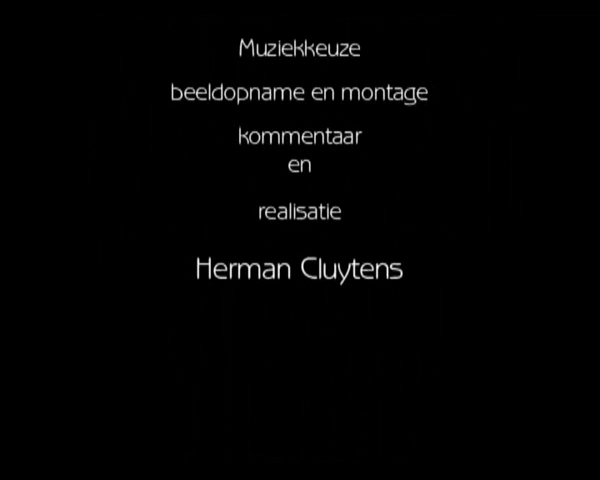 Muziekkeuze
beeldopname en montage
kommentaar
en
realisatie
Herman Cluytens